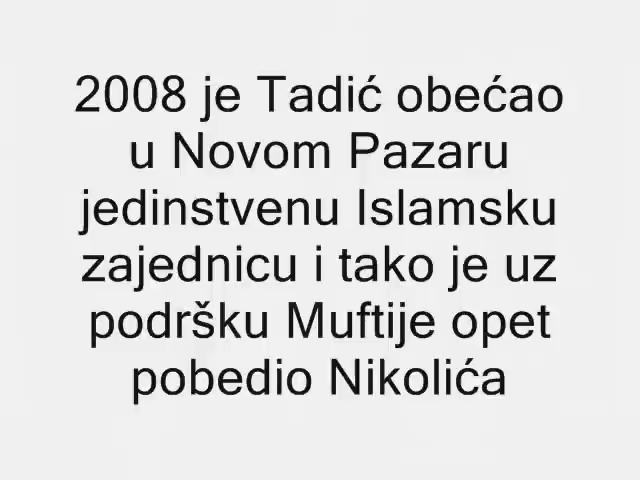 2008 je Tadić obećao
u Novom Pazaru
jedinstvenu Islamsku
zajednicu i tako je uz
podršku Muftije opet
pobedio Nikolića